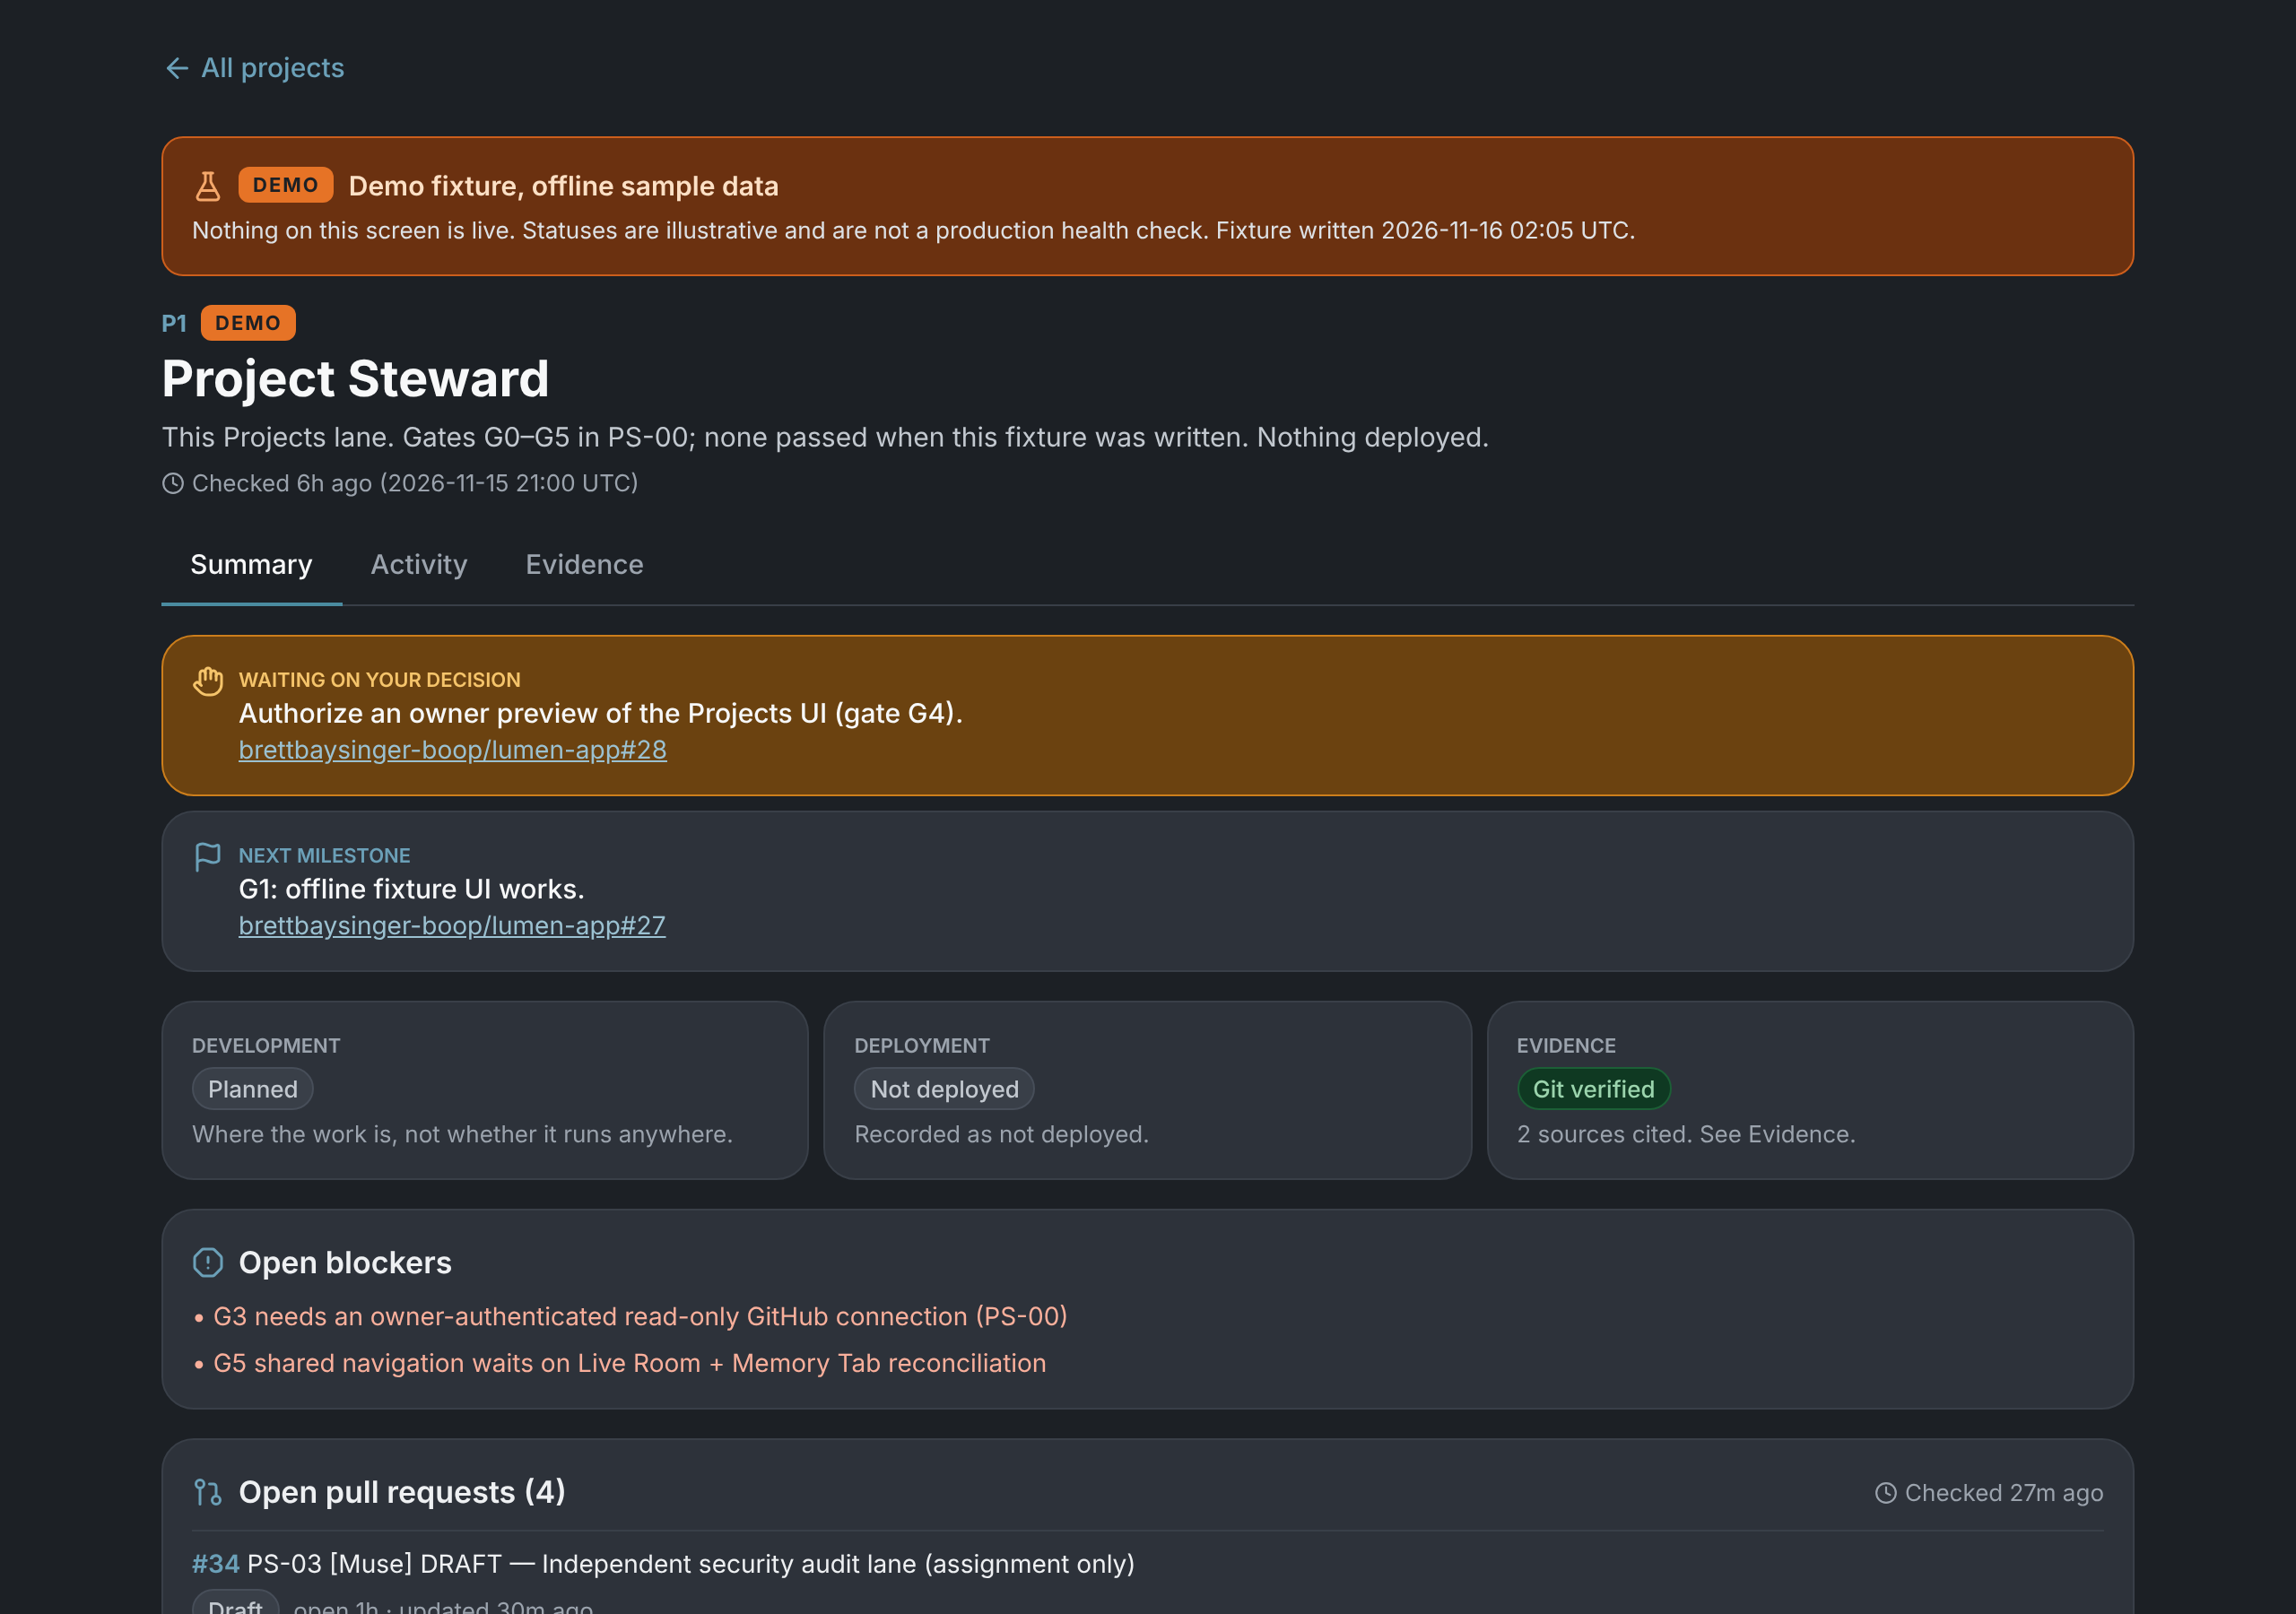 All projects
DEMO Demo fixture, offline sample data
Nothing on this screen is live. Statuses are illustrative and are not a production health check. Fixture written 2026-11-16 02:05 UTC.
P1 DEMO
Project Steward
This Projects lane. Gates G0–G5 in PS-00; none passed when this fixture was written. Nothing deployed.
Checked 6h ago (2026-11-15 21:00 UTC)
Summary Activity Evidence
WAITING ON YOUR DECISION
Authorize an owner preview of the Projects UI (gate G4).
brettbaysinger-boop/lumen-app#28
NEXT MILESTONE
G1: offline fixture UI works.
brettbaysinger-boop/lumen-app#27
DEVELOPMENT
Planned
Where the work is, not whether it runs anywhere.
DEPLOYMENT
Not deployed
Recorded as not deployed.
EVIDENCE
Git verified
2 sources cited. See Evidence.
Open blockers
• G3 needs an owner-authenticated read-only GitHub connection (PS-00)
• G5 shared navigation waits on Live Room + Memory Tab reconciliation
Open pull requests (4) Checked 27m ago
#34 PS-03 [Muse] DRAFT — Independent security audit lane (assignment only)
Draft open 1h · updated 30m ago